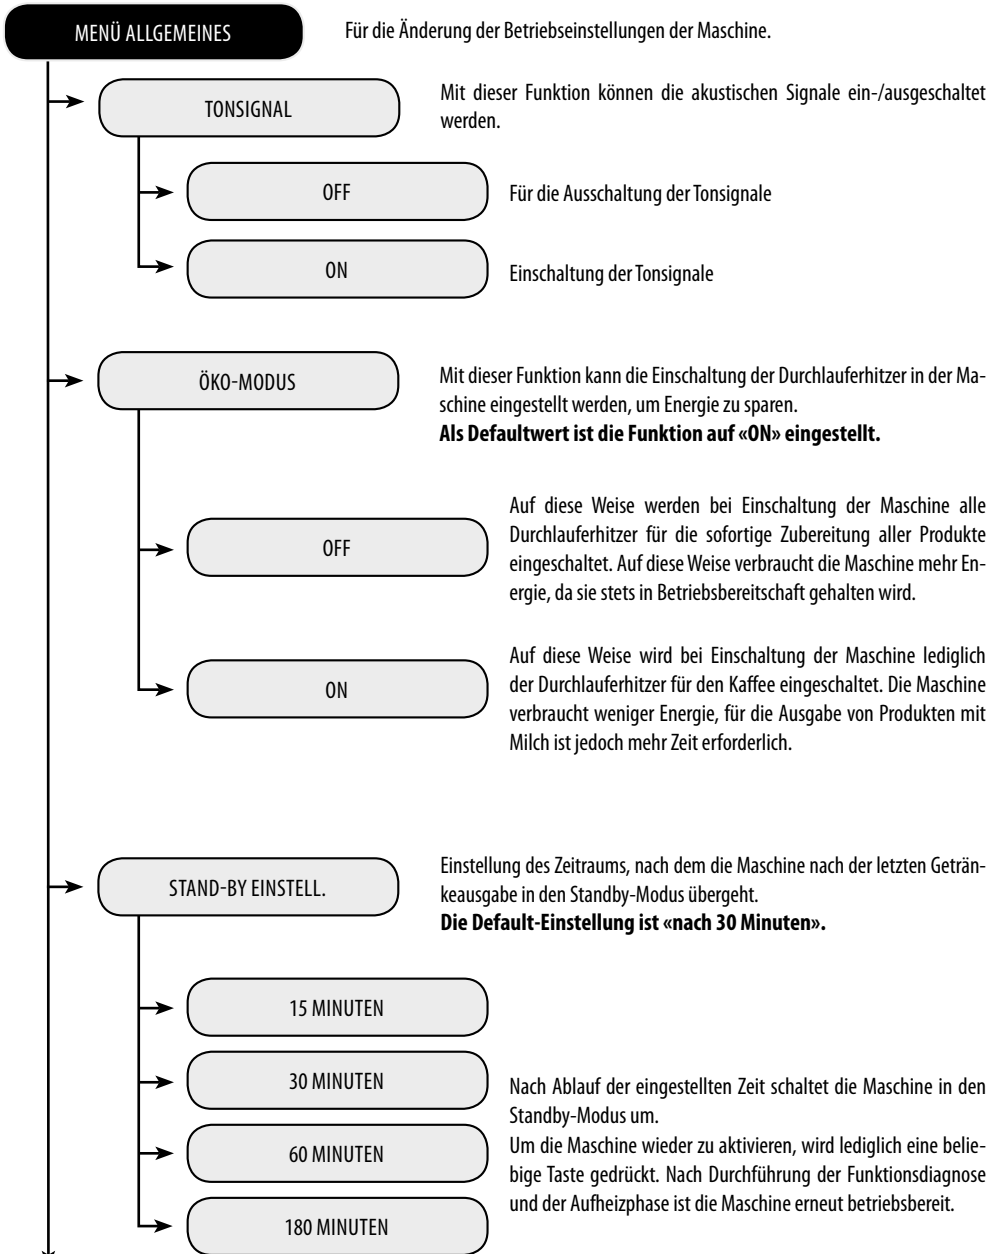 MENÜ ALLGEMEINES
Für die Änderung der Betriebseinstellungen der Maschine.
TONSIGNAL
Mit dieser Funktion können die akustischen Signale ein-/ausgeschaltet
werden.
OFF
Für die Ausschaltung der Tonsignale
ON
Einschaltung der Tonsignale
ÖKO-MODUS
Mit dieser Funktion kann die Einschaltung der Durchlauferhitzer in der Ma-
schine eingestellt werden, um Energie zu sparen.
Als Defaultwert ist die Funktion auf «ON» eingestellt.
OFF
Auf diese Weise werden bei Einschaltung der Maschine alle
Durchlauferhitzer für die sofortige Zubereitung aller Produkte
eingeschaltet. Auf diese Weise verbraucht die Maschine mehr En-
ergie, da sie stets in Betriebsbereitschaft gehalten wird.
ON
Auf diese Weise wird bei Einschaltung der Maschine lediglich
der Durchlauferhitzer für den Kaffee eingeschaltet. Die Maschine
verbraucht weniger Energie, für die Ausgabe von Produkten mit
Milch ist jedoch mehr Zeit erforderlich.
STAND-BY EINSTELL.
Einstellung des Zeitraums, nach dem die Maschine nach der letzten Geträn-
keausgabe in den Standby-Modus übergeht.
Die Default-Einstellung ist «nach 30 Minuten».
15 MINUTEN
30 MINUTEN
60 MINUTEN
180 MINUTEN
Nach Ablauf der eingestellten Zeit schaltet die Maschine in den
Standby-Modus um.
Um die Maschine wieder zu aktivieren, wird lediglich eine belie-
bige Taste gedrückt. Nach Durchführung der Funktionsdiagnose
und der Aufheizphase ist die Maschine erneut betriebsbereit.